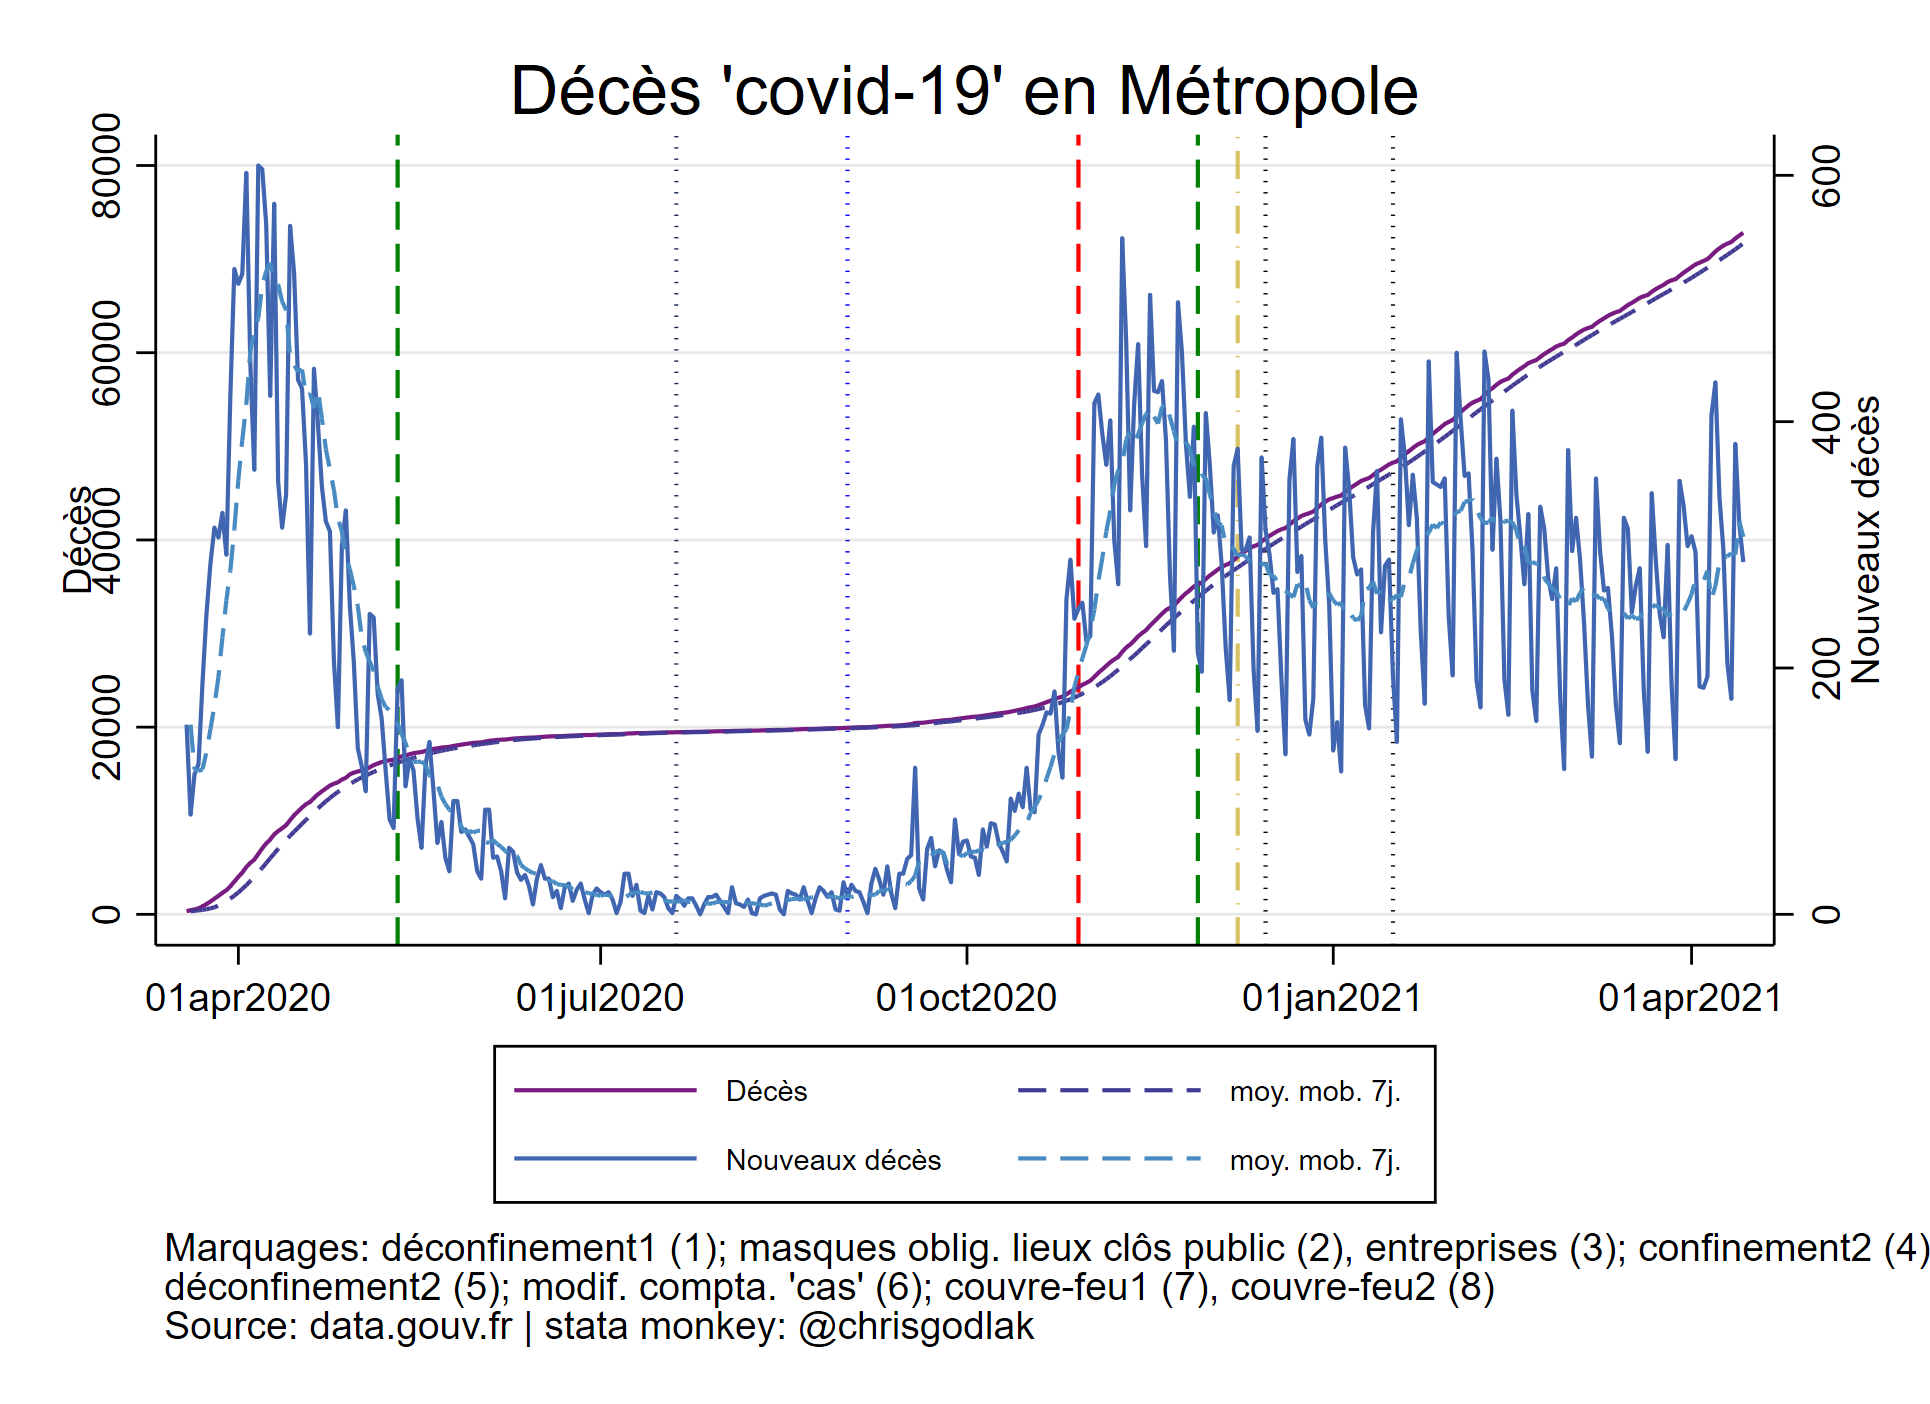 Décès 'covid-19' en Métropole
80000
60000
40000
20000
0
Décès
600
400
200
0
Nouveaux décès
01apr2020
01jul2020
01oct2020
01jan2021
01apr2021
Décès
moy. mob. 7j.
Nouveaux décès
moy. mob. 7j.
Marquages: déconfinement1 (1); masques oblig. lieux clôs public (2), entreprises (3); confinement2 (4)
déconfinement2 (5); modif. compta. 'cas' (6); couvre-feu1 (7), couvre-feu2 (8)
Source: data.gouv.fr | stata monkey: @chrisgodlak